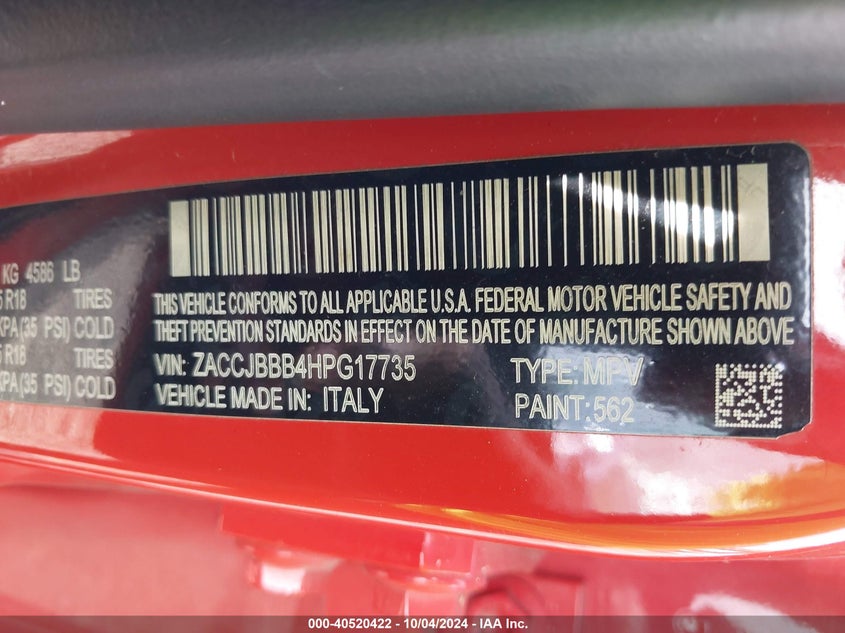 KG 4586 LB
5 R18 TIRES
KPA (35 PSI) COLD
5 R18 TIRES
KPA (35 PSI) COLD
THIS VEHICLE CONFORMS TO ALL APPLICABLE U.S.A. FEDERAL MOTOR VEHICLE SAFETY AND
THEFT PREVENTION STANDARDS IN EFFECT ON THE DATE OF MANUFACTURE SHOWN ABOVE
VIN: ZACCJBBB4HPG17735 TYPE: MPV
VEHICLE MADE IN: ITALY PAINT: 562
000-40520422 - 10/04/2024 - IAA Inc.